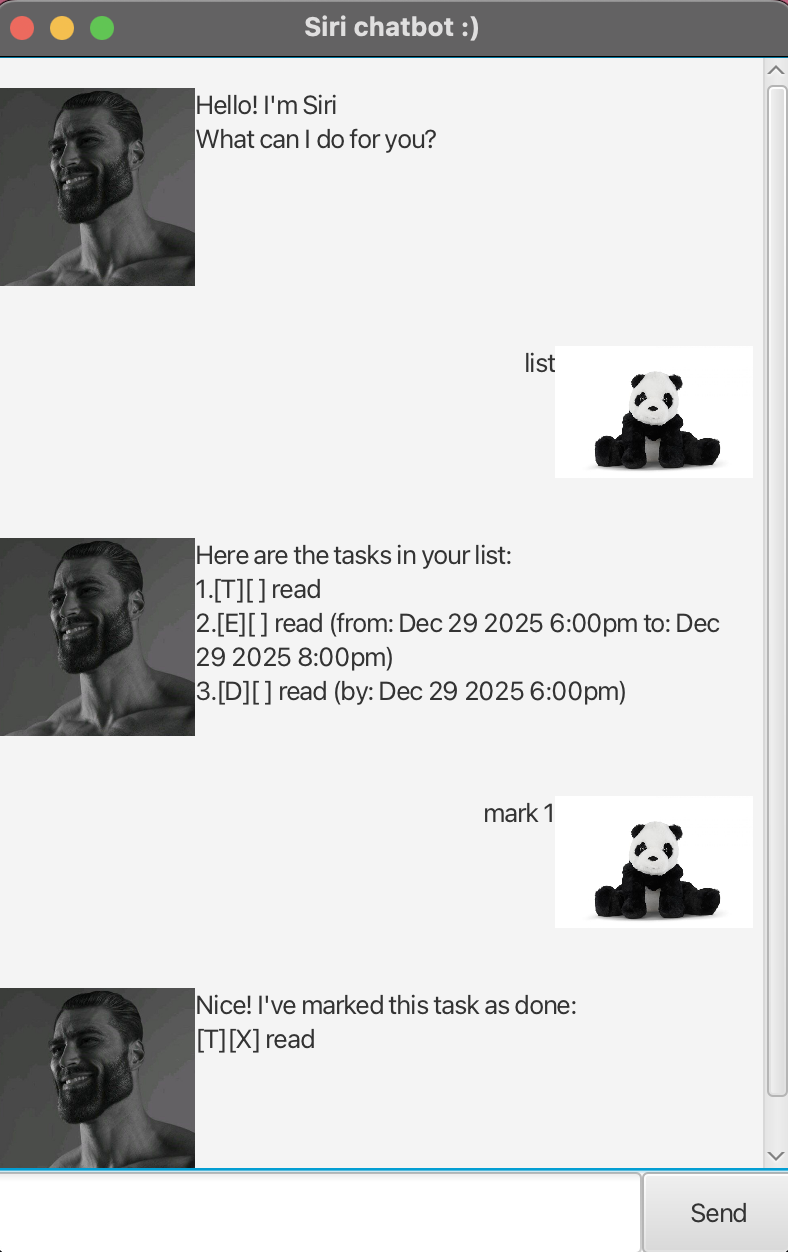 Siri chatbot :)
Hello! I'm Siri
What can I do for you?
list
Here are the tasks in your list:
1.[T][ ] read
2.[E][ ] read (from: Dec 29 2025 6:00pm to: Dec
29 2025 8:00pm)
3.[D][ ] read (by: Dec 29 2025 6:00pm)
mark 1
Nice! I've marked this task as done:
[T][X] read
Send